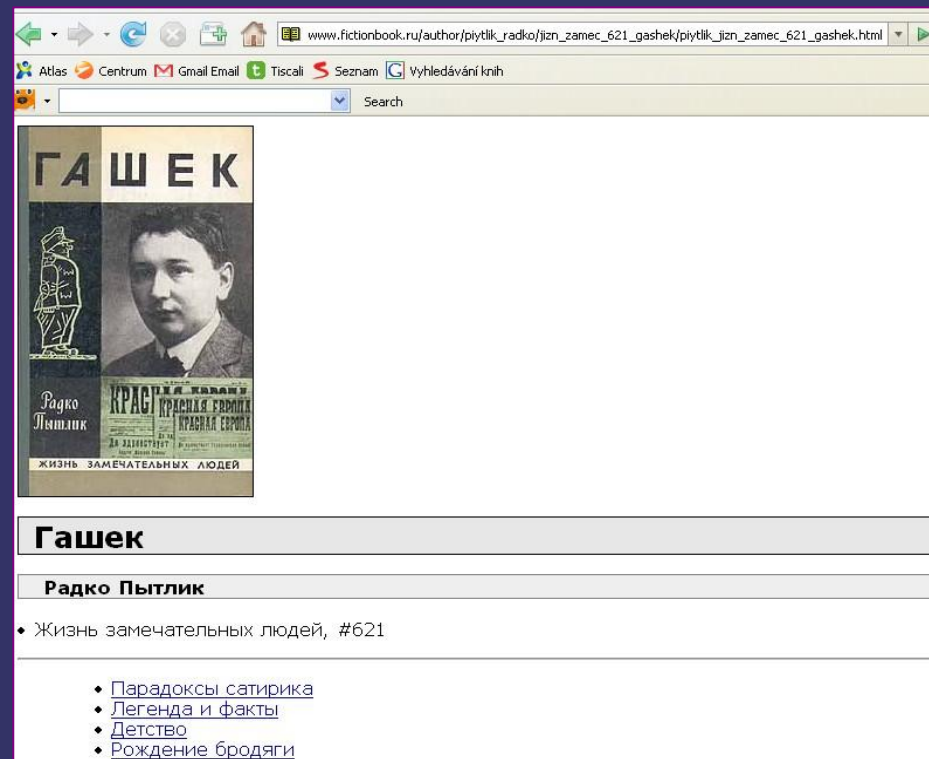 www.fictionbook.ru/author/piytlik_radko/jizn_zamec_621_gashek/piytlik_jizn_zamec_621_gashek.html
Atlas Centrum Gmail Email Tiscali Seznam Vyhledávání knih
Search
ГАШЕК
Радко
Пытлик
КРАСНАЯ ЕВРОПА
КРАСНАЯ ЕВРОПА
ЖИЗНЬ ЗАМЕЧАТЕЛЬНЫХ ЛЮДЕЙ
Гашек
Радко Пытлик
• Жизнь замечательных людей, #621
• Парадоксы сатирика
• Легенда и факты
• Детство
• Рождение бродяги